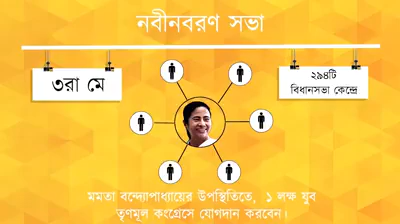 নবীনবরণ সভা
৩রা মে
২৯৪টি
বিধানসভা কেন্দ্রে
মমতা বন্দ্যোপাধ্যায়ের উপস্থিতিতে, ১ লক্ষ যুব
তৃণমূল কংগ্রেসে যোগদান করবেন।